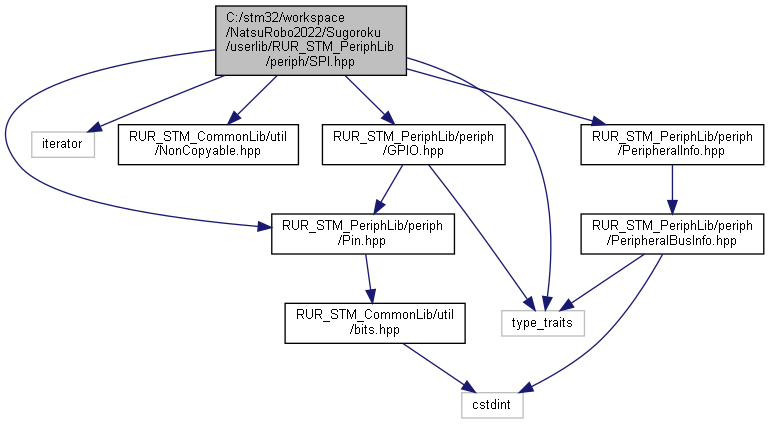 C:/stm32/workspace
/NatsuRobo2022/Sugoroku
/userlib/RUR_STM_PeriphLib
/periph/SPI.hpp
iterator
RUR_STM_CommonLib/util
/NonCopyable.hpp
RUR_STM_PeriphLib/periph
/GPIO.hpp
RUR_STM_PeriphLib/periph
/PeripheralInfo.hpp
RUR_STM_PeriphLib/periph
/Pin.hpp
RUR_STM_PeriphLib/periph
/PeripheralBusInfo.hpp
RUR_STM_CommonLib/util
/bits.hpp
type_traits
cstdint